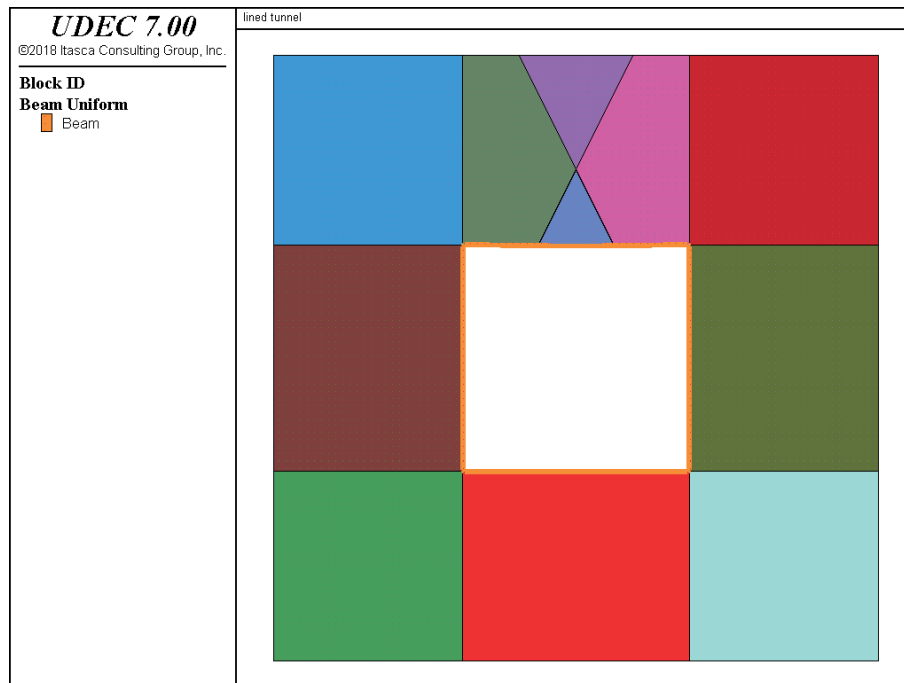 UDEC 7.00
©2018 Itasca Consulting Group, Inc.
Block ID
Beam Uniform
Beam
lined tunnel